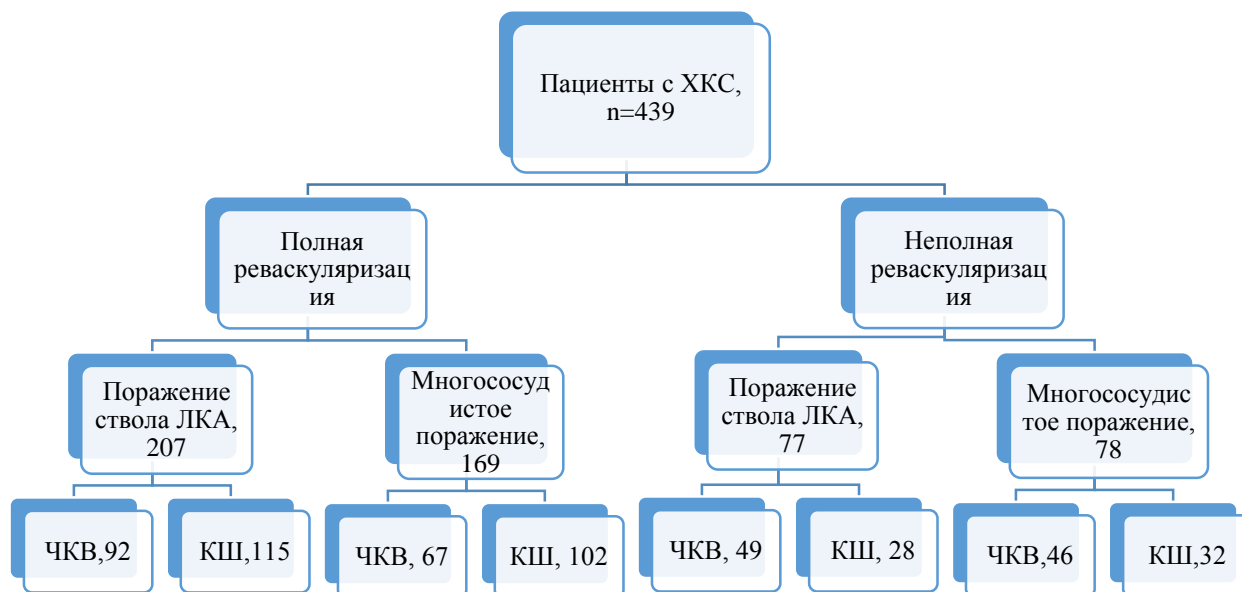 Пациенты с ХКС,
n=439
Полная
реваскуляризац
ия
Неполная
реваскуляризац
ия
Поражение
ствола ЛКА,
207
Многососуд
истое
поражение,
169
Поражение
ствола ЛКА,
77
Многососудис
тое поражение,
78
ЧКВ,92
КШ,115
ЧКВ, 67
КШ, 102
ЧКВ, 49
КШ, 28
ЧКВ,46
КШ,32